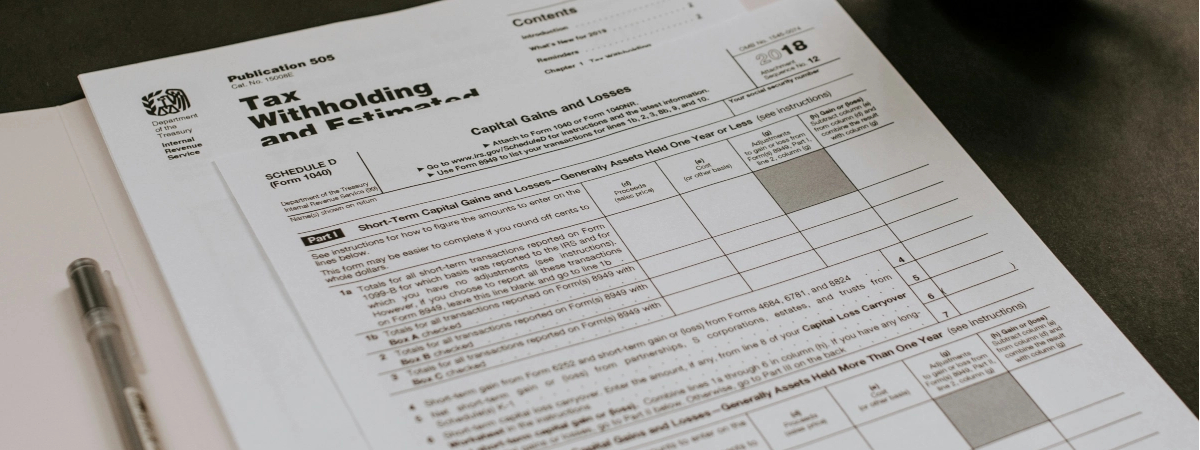 Publication 505
Cat. No. 15008E
Tax
Withholding
and Estimated
Department
of the
Treasury
Internal
Revenue
Service
Contents
Introduction
What's New for 2019
Reminders
Chapter 1. Tax Withholding
SCHEDULE D
(Form 1040)
Department of the Treasury
Internal Revenue Service (99)
Name(s) shown on return
Capital Gains and Losses
▶ Attach to Form 1040 or Form 1040NR.
▶ Go to www.irs.gov/ScheduleD for instructions and the latest information.
▶ Use Form 8949 to list your transactions for lines 1b, 2, 3, 8b, 9, and 10.
OMB No. 1545-0074
2018
Attachment
Sequence No. 12
Your social security number
Part I Short-Term Capital Gains and Losses—Generally Assets Held One Year or Less (see instructions)
See instructions for how to figure the amounts to enter on the
lines below.
This form may be easier to complete if you round off cents to
whole dollars.
(d)
Proceeds
(sales price)
(e)
Cost
(or other basis)
(g)
Adjustments
to gain or loss from
Form(s) 8949, Part I,
line 2, column (g)
(h) Gain or (loss)
Subtract column (e)
from column (d) and
combine the result
with column (g)
1a Totals for all short-term transactions reported on Form
1099-B for which basis was reported to the IRS and for
which you have no adjustments (see instructions).
However, if you choose to report all these transactions
on Form 8949, leave this line blank and go to line 1b
1b Totals for all transactions reported on Form(s) 8949 with
Box A checked
2 Totals for all transactions reported on Form(s) 8949 with
Box B checked
3 Totals for all transactions reported on Form(s) 8949 with
Box C checked
4 Short-term gain from Form 6252 and short-term gain or (loss) from Forms 4684, 6781, and 8824 4
5 Net short-term gain or (loss) from partnerships, S corporations, estates, and trusts from
Schedule(s) K-1 5
6 Short-term capital loss carryover. Enter the amount, if any, from line 8 of your Capital Loss Carryover
Worksheet in the instructions 6 (
)
Net short-term capital gain or (loss). Combine lines 1a through 6 in column (h). If you have any long-
term capital gains or losses, go to Part II below. Otherwise, go to Part III on the back 7
Capital Gains and Losses—Generally Assets Held More Than One Year (see instructions)
the amounts to enter on the
(d)
Proceeds
(sales price)
(e)
Cost
(or other basis)
(g)
Adjustments
to gain or loss from
Form(s) 8949, Part II,
line 2, column (g)
(h) Gain or (loss)
Subtract column (e)
from column (d) and
combine the result
with column (g)